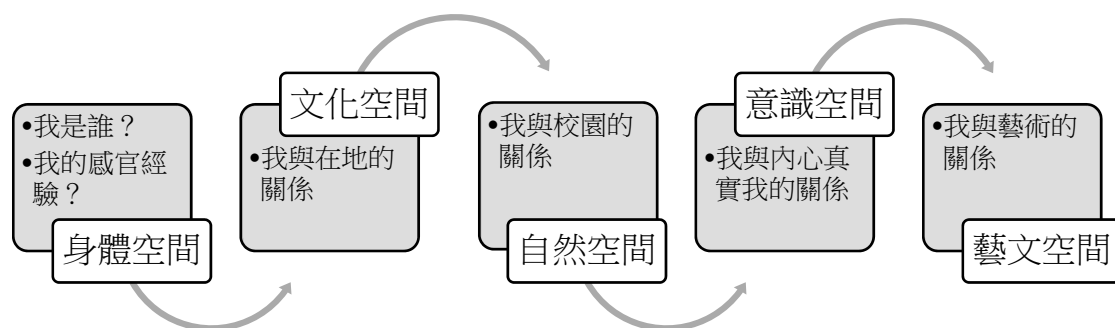 •我是誰？
•我的感官經
驗？
身體空間
文化空間
•我與在地的
關係
•我與校園的
關係
自然空間
意識空間
•我與內心真
實我的關係
•我與藝術的
關係
藝文空間